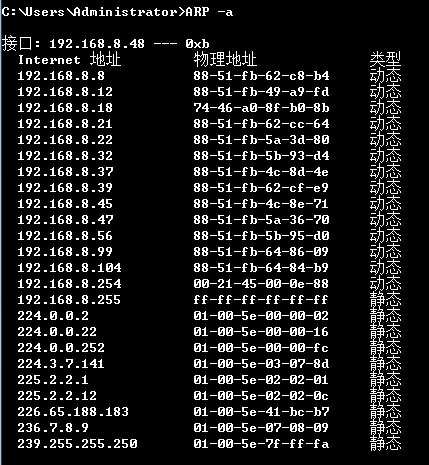 C:\Users\Administrator>ARP -a
接口: 192.168.8.48 --- 0xb
Internet 地址 物理地址 类型
192.168.8.8 88-51-fb-62-c8-b4 动态
192.168.8.12 88-51-fb-49-a9-fd 动态
192.168.8.18 74-46-a0-8f-b0-8b 动态
192.168.8.21 88-51-fb-62-cc-64 动态
192.168.8.22 88-51-fb-5a-3d-80 动态
192.168.8.32 88-51-fb-5b-93-d4 动态
192.168.8.37 88-51-fb-4c-8d-4e 动态
192.168.8.39 88-51-fb-62-cf-e9 动态
192.168.8.45 88-51-fb-4c-8e-71 动态
192.168.8.47 88-51-fb-5a-36-70 动态
192.168.8.56 88-51-fb-5b-95-d0 动态
192.168.8.99 88-51-fb-64-86-09 动态
192.168.8.104 88-51-fb-64-84-b9 动态
192.168.8.254 00-21-45-00-0e-88 动态
192.168.8.255 ff-ff-ff-ff-ff-ff 静态
224.0.0.2 01-00-5e-00-00-02 静态
224.0.0.22 01-00-5e-00-00-16 静态
224.0.0.252 01-00-5e-00-00-fc 静态
224.3.7.141 01-00-5e-03-07-8d 静态
225.2.2.1 01-00-5e-02-02-01 静态
225.2.2.12 01-00-5e-02-02-0c 静态
226.65.188.183 01-00-5e-41-bc-b7 静态
236.7.8.9 01-00-5e-07-08-09 静态
239.255.255.250 01-00-5e-7f-ff-fa 静态